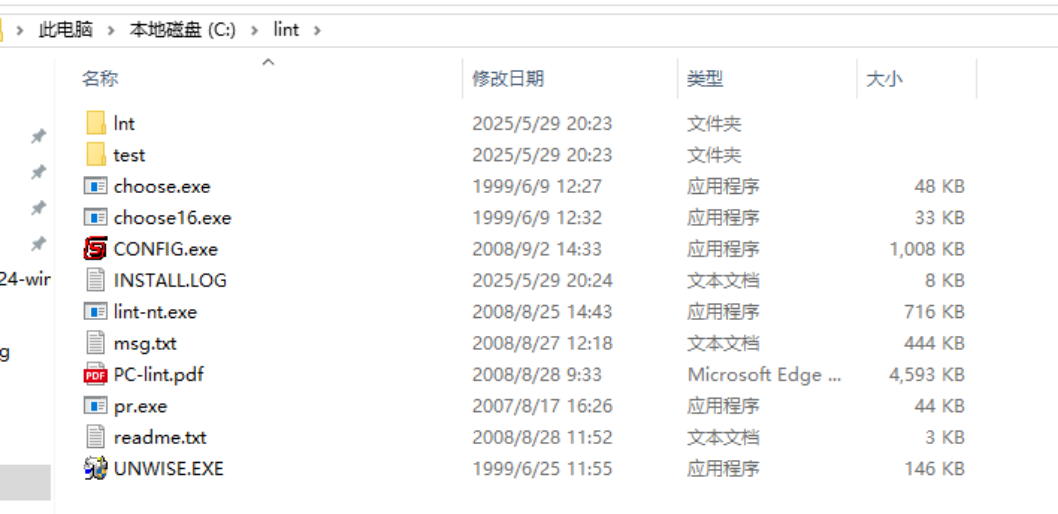 此电脑 › 本地磁盘 (C:) › lint ›
名称 修改日期 类型 大小
lnt 2025/5/29 20:23 文件夹
test 2025/5/29 20:23 文件夹
choose.exe 1999/6/9 12:27 应用程序 48 KB
choose16.exe 1999/6/9 12:32 应用程序 33 KB
CONFIG.exe 2008/9/2 14:33 应用程序 1,008 KB
24-wir INSTALL.LOG 2025/5/29 20:24 文本文档 8 KB
lint-nt.exe 2008/8/25 14:43 应用程序 716 KB
g msg.txt 2008/8/27 12:18 文本文档 444 KB
PDF PC-lint.pdf 2008/8/28 9:33 Microsoft Edge ... 4,593 KB
pr.exe 2007/8/17 16:26 应用程序 44 KB
readme.txt 2008/8/28 11:52 文本文档 3 KB
UNWISE.EXE 1999/6/25 11:55 应用程序 146 KB